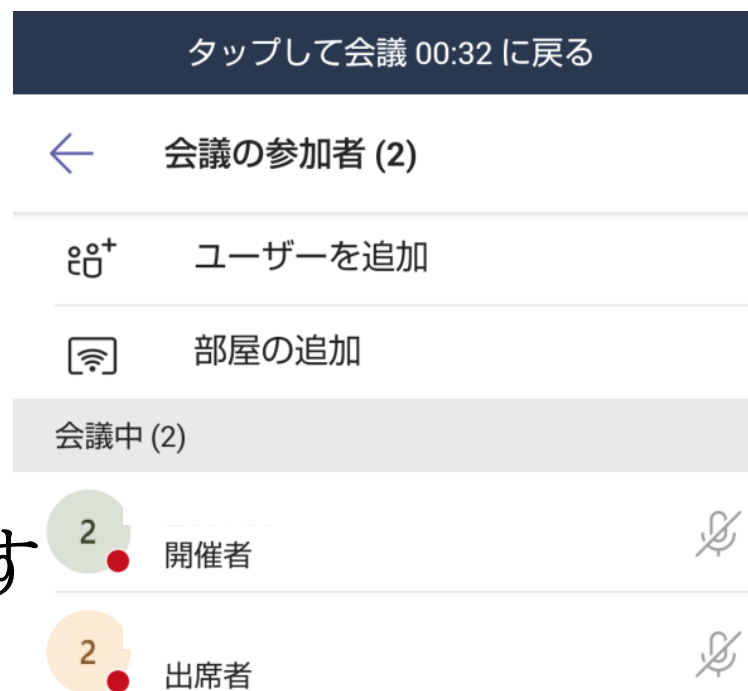 タップして会議 00:32 に戻る
会議の参加者 (2)
ユーザーを追加
部屋の追加
会議中 (2)
2
開催者
す
2
出席者